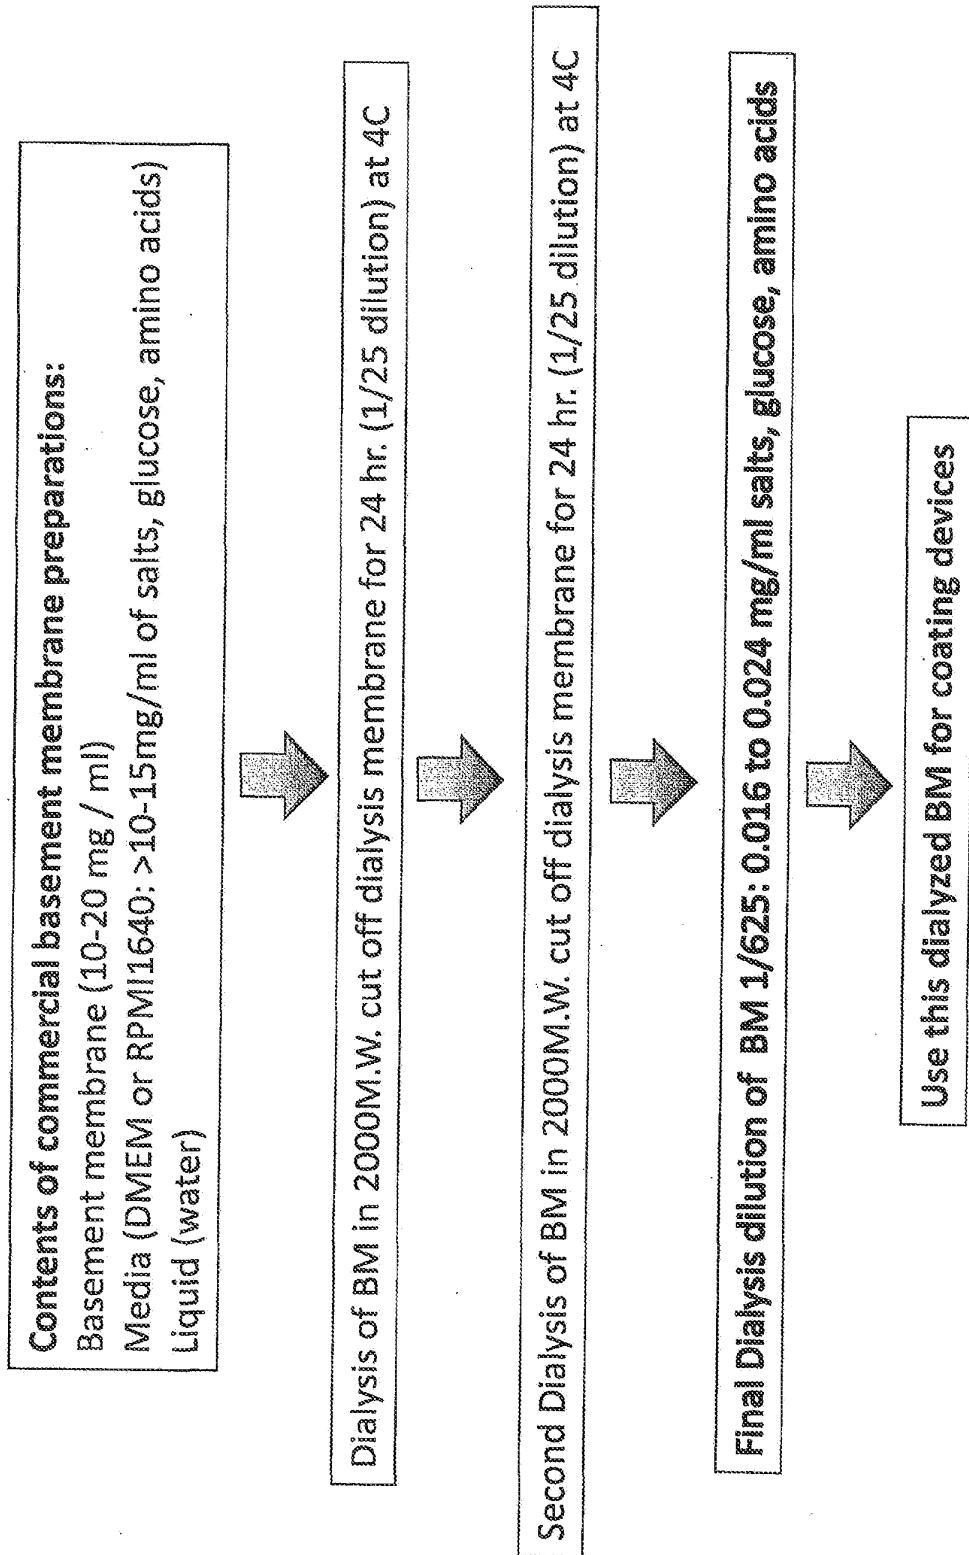 Contents of commercial basement membrane preparations:
Basement membrane (10-20 mg / ml)
Media (DMEM or RPMI1640: >10-15mg/ml of salts, glucose, amino acids)
Liquid (water)
Dialysis of BM in 2000M.W. cut off dialysis membrane for 24 hr. (1/25 dilution) at 4C
Second Dialysis of BM in 2000M.W. cut off dialysis membrane for 24 hr. (1/25 dilution) at 4C
Final Dialysis dilution of BM 1/625: 0.016 to 0.024 mg/ml salts, glucose, amino acids
Use this dialyzed BM for coating devices